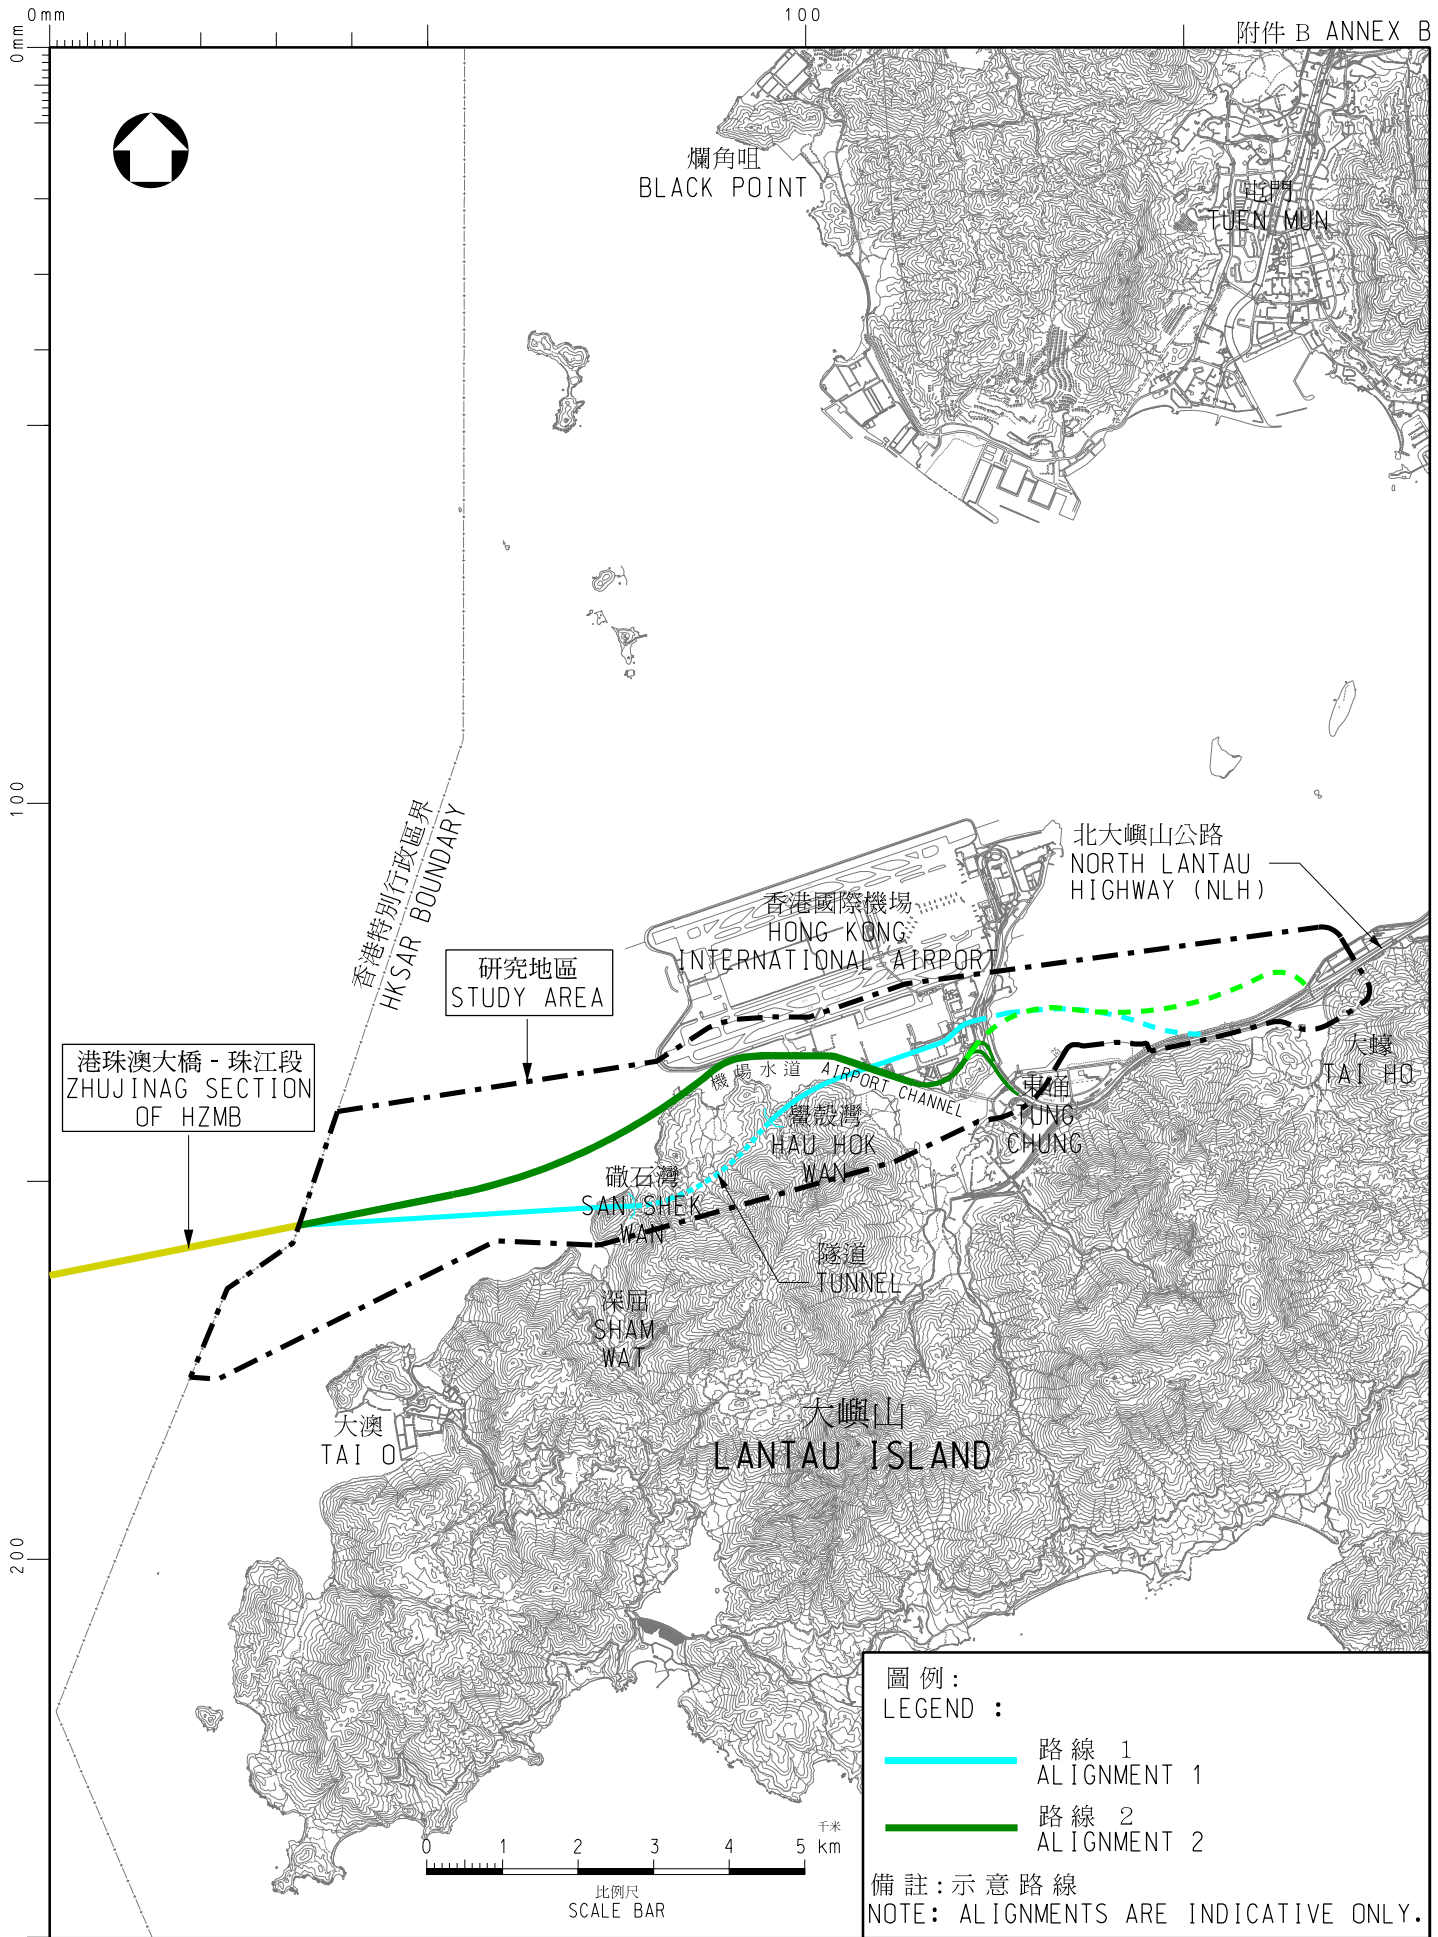 0mm
100
附件 B ANNEX B
0mm
爛角咀
BLACK POINT
屯門
TUEN MUN
100
香港特別行政區界
HKSAR BOUNDARY
北大嶼山公路
NORTH LANTAU
HIGHWAY (NLH)
香港國際機場
HONG KONG
INTERNATIONAL AIRPORT
研究地區
STUDY AREA
港珠澳大橋 - 珠江段
ZHUJINAG SECTION
OF HZMB
大蠔
TAI HO
機場水道 AIRPORT CHANNEL
東涌
TUNG
CHUNG
鱟殼灣
HAU HOK
WAN
䃟石灣
SAN SHEK
WAN
隧道
TUNNEL
深屈
SHAM
WAT
大嶼山
LANTAU ISLAND
大澳
TAI O
200
圖例:
LEGEND :
路線 1
ALIGNMENT 1
路線 2
ALIGNMENT 2
備註:示意路線
NOTE: ALIGNMENTS ARE INDICATIVE ONLY.
千米
0 1 2 3 4 5 km
比例尺
SCALE BAR